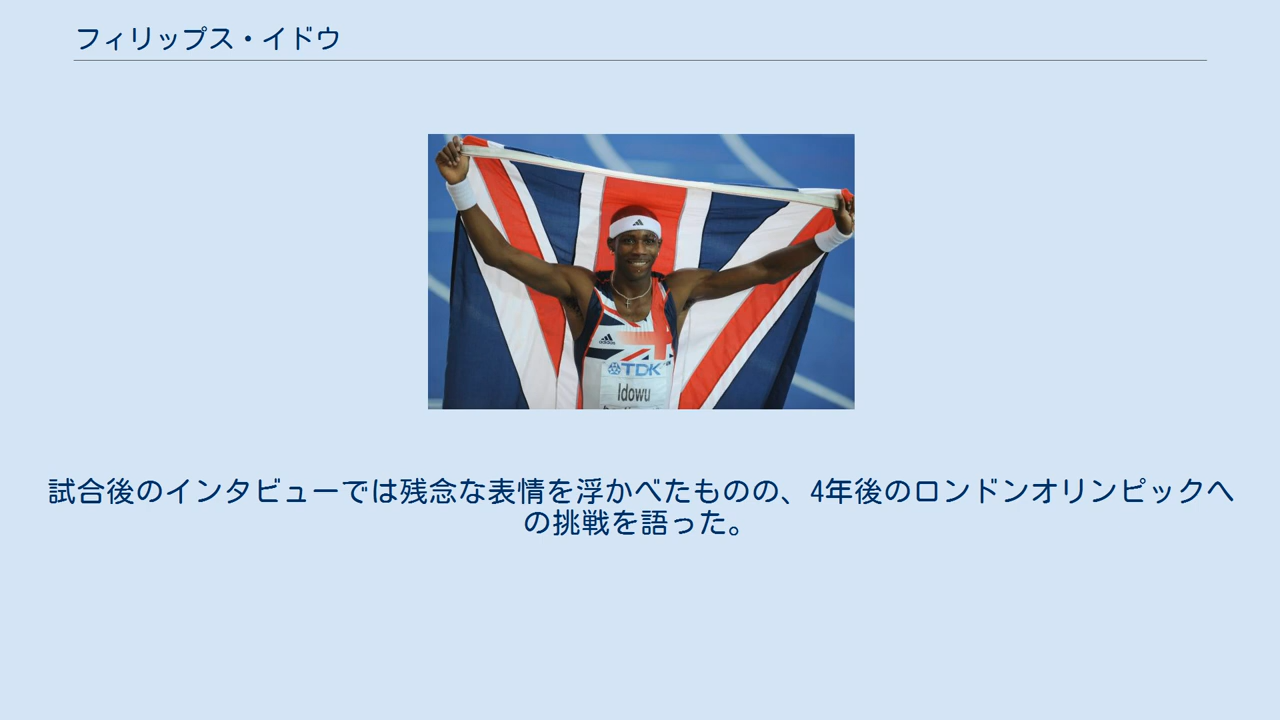 フィリップス・イドウ
adidas
TDK
Idowu
試合後のインタビューでは残念な表情を浮かべたものの、4年後のロンドンオリンピックへ
の挑戦を語った。